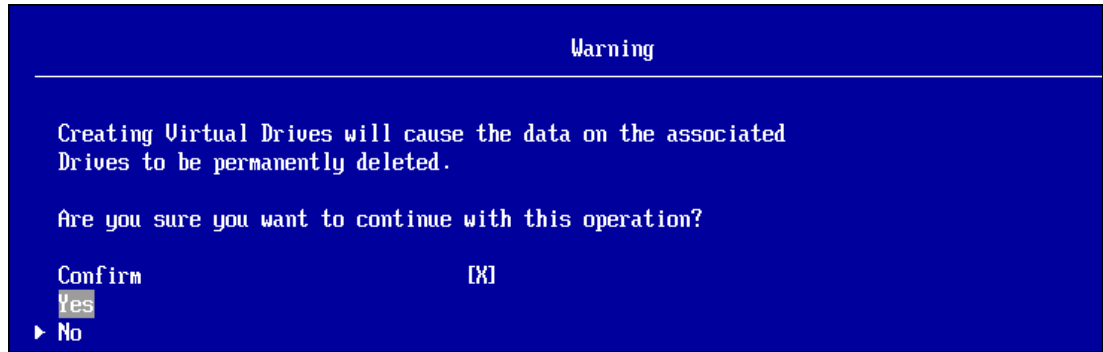 Warning
Creating Virtual Drives will cause the data on the associated
Drives to be permanently deleted.
Are you sure you want to continue with this operation?
Confirm [X]
Yes
► No